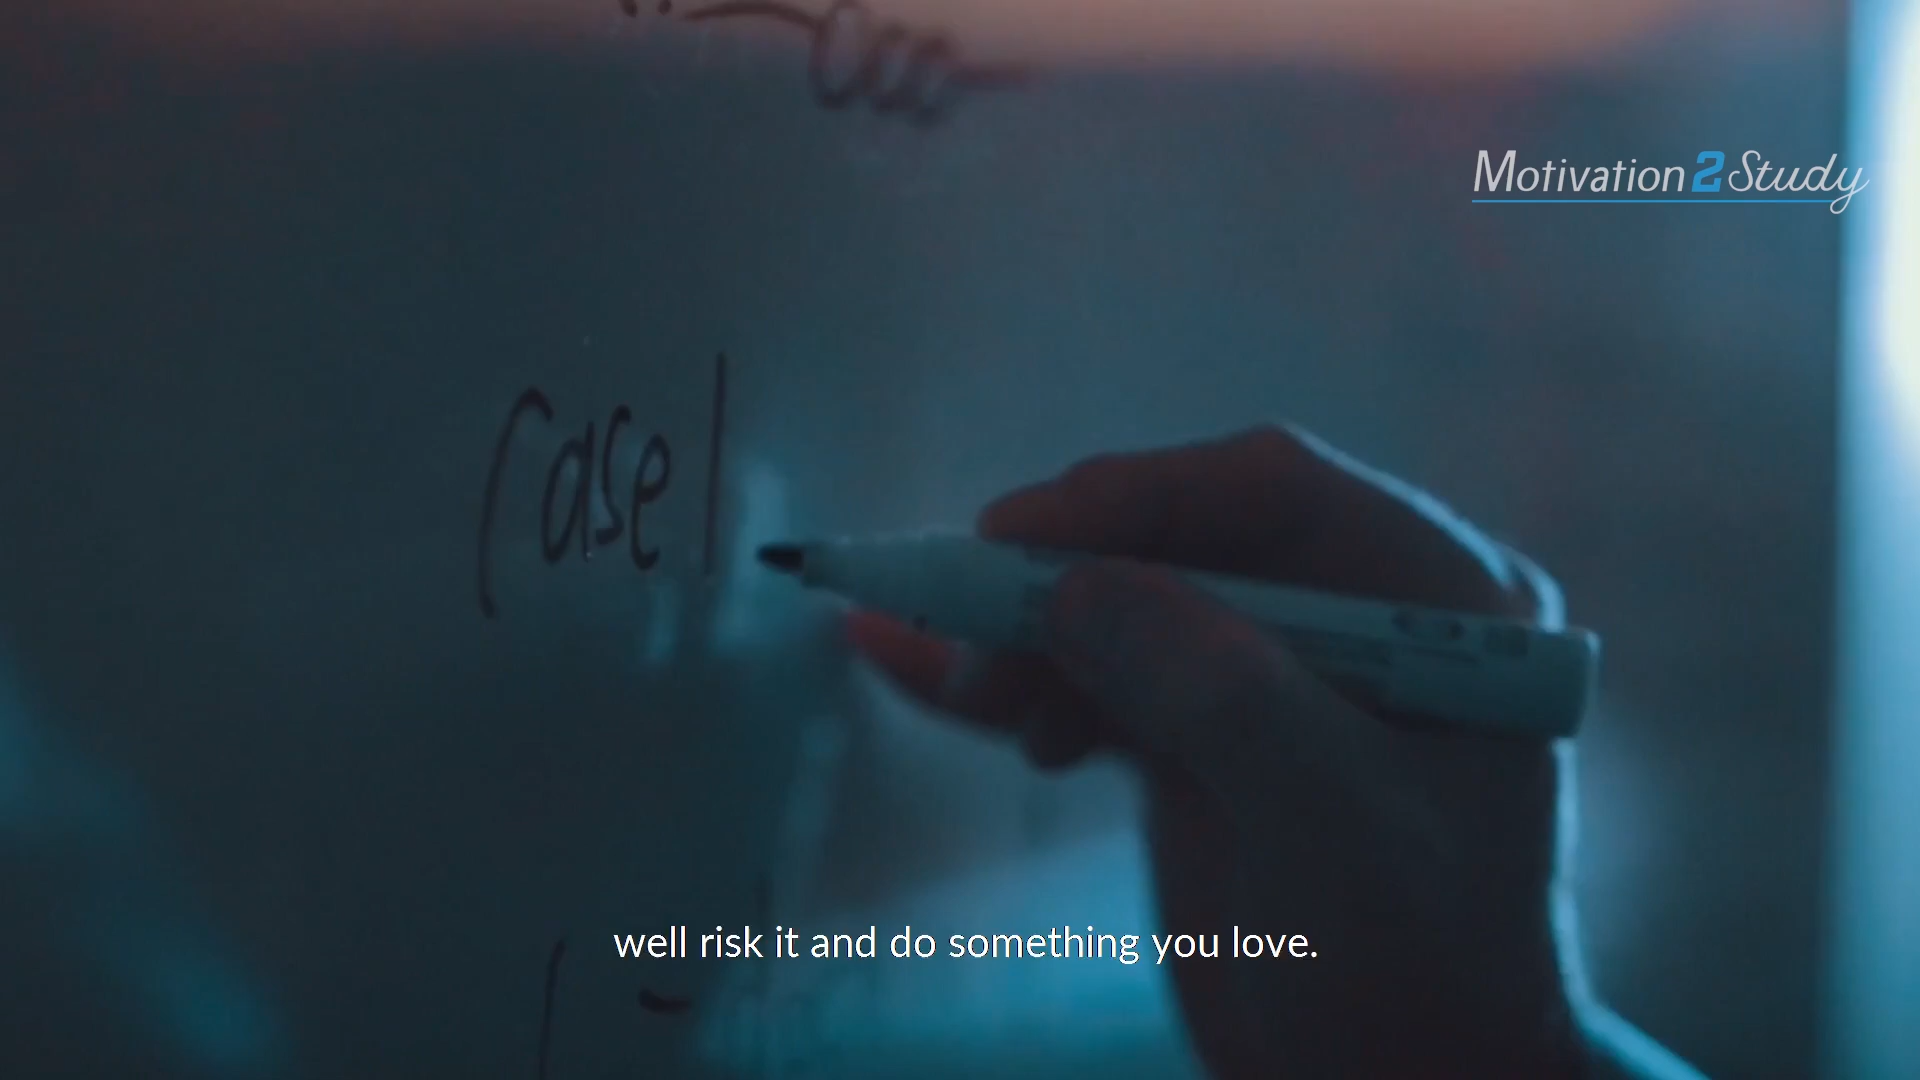 Motivation2Study
Case 1
well risk it and do something you love.